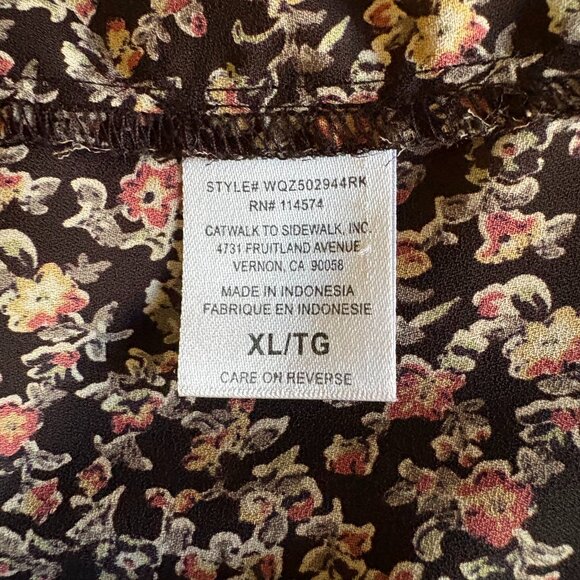 STYLE# WQZ502944RK
RN# 114574
CATWALK TO SIDEWALK, INC.
4731 FRUITLAND AVENUE
VERNON, CA 90058
MADE IN INDONESIA
FABRIQUE EN INDONESIE
XL/TG
CARE ON REVERSE